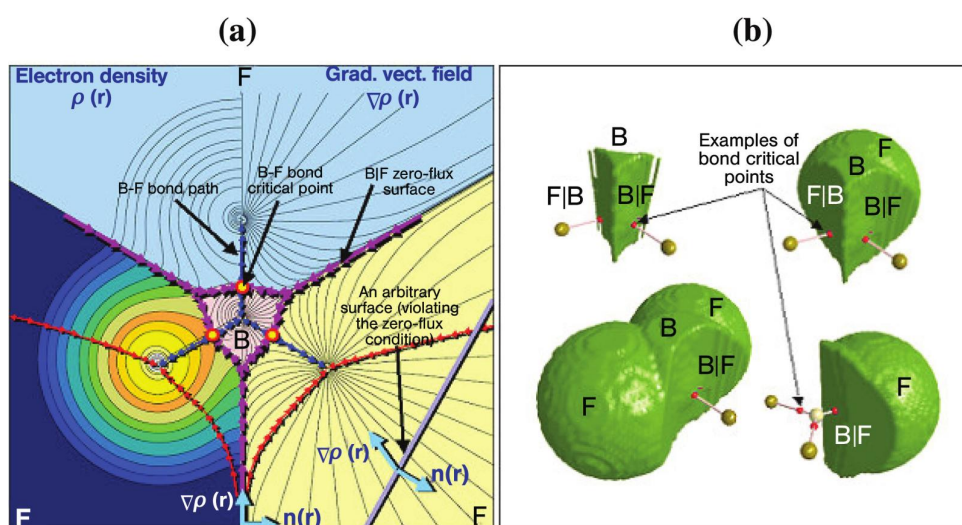 (a)
(b)
Electron density
ρ (r)
F
Grad. vect. field
∇ρ (r)
B-F bond path
B-F bond
critical point
B|F zero-flux
surface
An arbitrary
surface (violating
the zero-flux
condition)
B
∇ρ (r)
n(r)
∇ρ (r)
n(r)
F
F
B
F|B
B|F
Examples of
bond critical
points
F
B
F|B
B|F
F
B
B|F
F
F
B|F